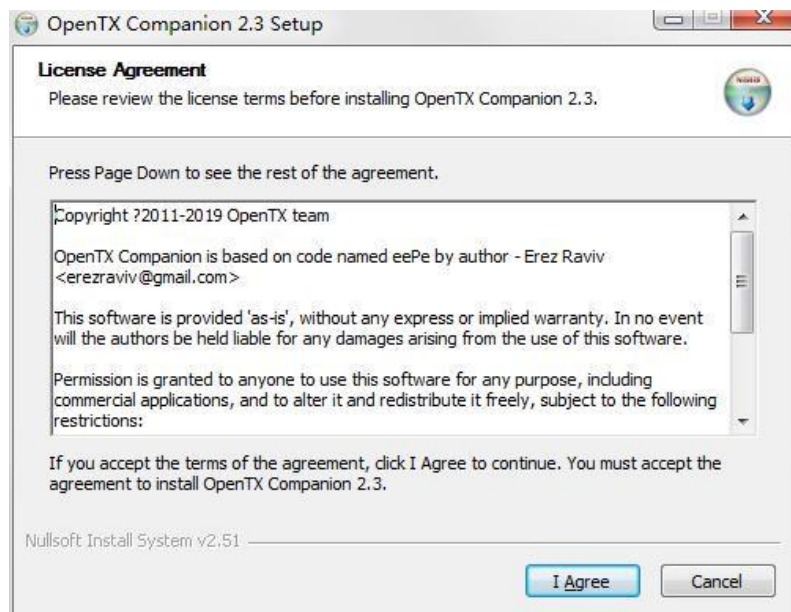 OpenTX Companion 2.3 Setup
License Agreement
Please review the license terms before installing OpenTX Companion 2.3.
Press Page Down to see the rest of the agreement.
Copyright ?2011-2019 OpenTX team
OpenTX Companion is based on code named eePe by author - Erez Raviv
<erezraviv@gmail.com>
This software is provided 'as-is', without any express or implied warranty. In no event
will the authors be held liable for any damages arising from the use of this software.
Permission is granted to anyone to use this software for any purpose, including
commercial applications, and to alter it and redistribute it freely, subject to the following
restrictions:
If you accept the terms of the agreement, click I Agree to continue. You must accept the
agreement to install OpenTX Companion 2.3.
Nullsoft Install System v2.51
I Agree
Cancel